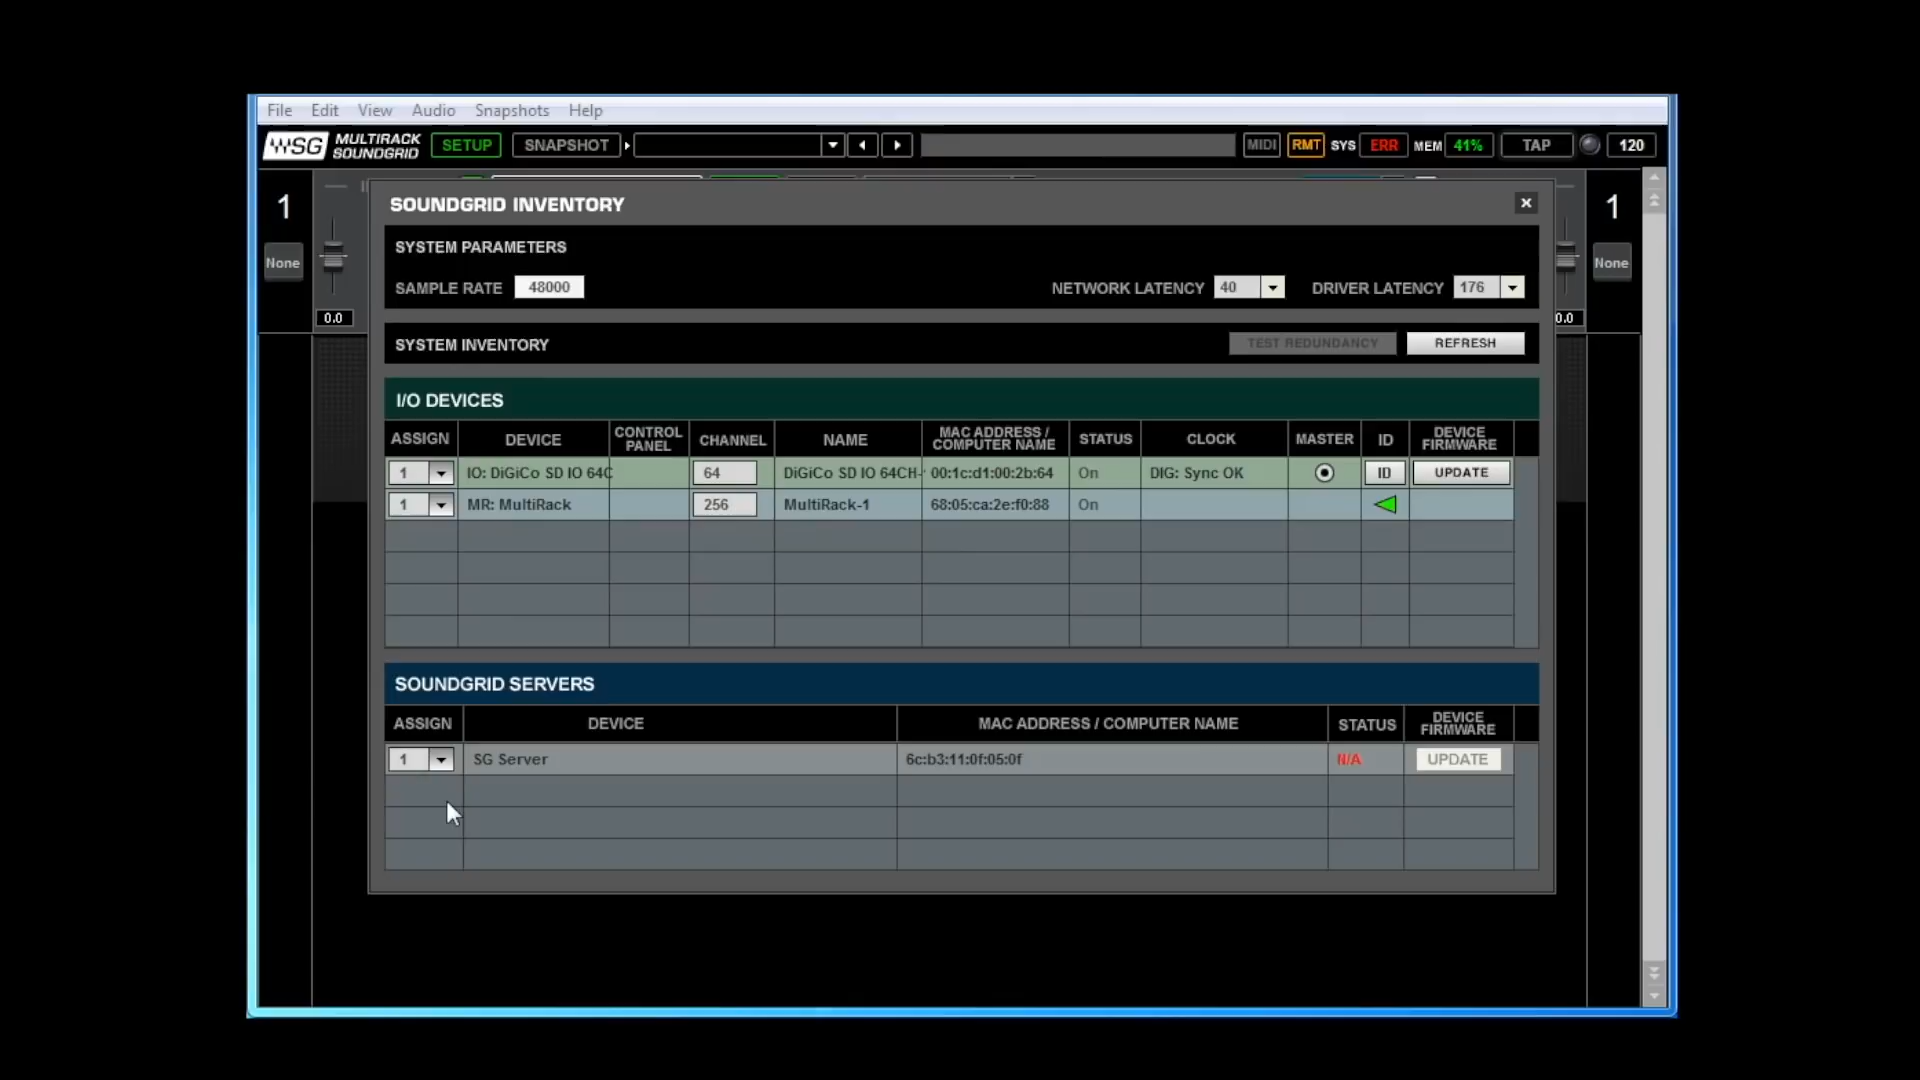 File Edit View Audio Snapshots Help
WSG MULTIRACK SOUNDGRID SETUP SNAPSHOT MIDI RMT SYS ERR MEM 41% TAP 120
1 SOUNDGRID INVENTORY x 1
SYSTEM PARAMETERS
None None
SAMPLE RATE 48000 NETWORK LATENCY 40 DRIVER LATENCY 176
0.0 0.0
SYSTEM INVENTORY TEST REDUNDANCY REFRESH
I/O DEVICES
ASSIGN DEVICE CONTROL PANEL CHANNEL NAME MAC ADDRESS / COMPUTER NAME STATUS CLOCK MASTER ID DEVICE FIRMWARE
1 IO: DiGiCo SD IO 64C 64 DiGiCo SD IO 64CH- 00:1c:d1:00:2b:64 On DIG: Sync OK ID UPDATE
1 MR: MultiRack 256 MultiRack-1 68:05:ca:2e:f0:88 On
SOUNDGRID SERVERS
ASSIGN DEVICE MAC ADDRESS / COMPUTER NAME STATUS DEVICE FIRMWARE
1 SG Server 6c:b3:11:0f:05:0f N/A UPDATE